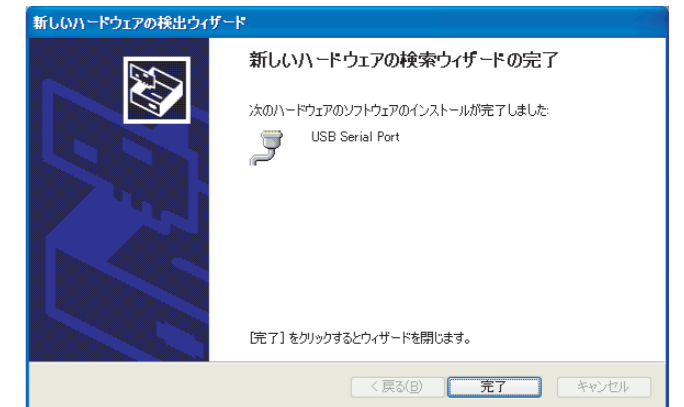 新しいハードウェアの検出ウィザード
新しいハードウェアの検索ウィザードの完了
次のハードウェアのソフトウェアのインストールが完了しました:
USB Serial Port
[完了] をクリックするとウィザードを閉じます。
< 戻る(B)
完了
キャンセル